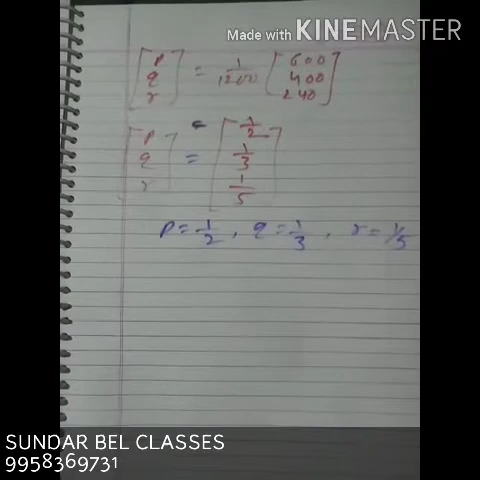 Made with KINEMASTER
[p q r] = 1/1200 [600 400 240]
=
[p q r] = [1/2 1/3 1/5]
p = 1/2 , q = 1/3 , r = 1/5
SUNDAR BEL CLASSES
9958369731